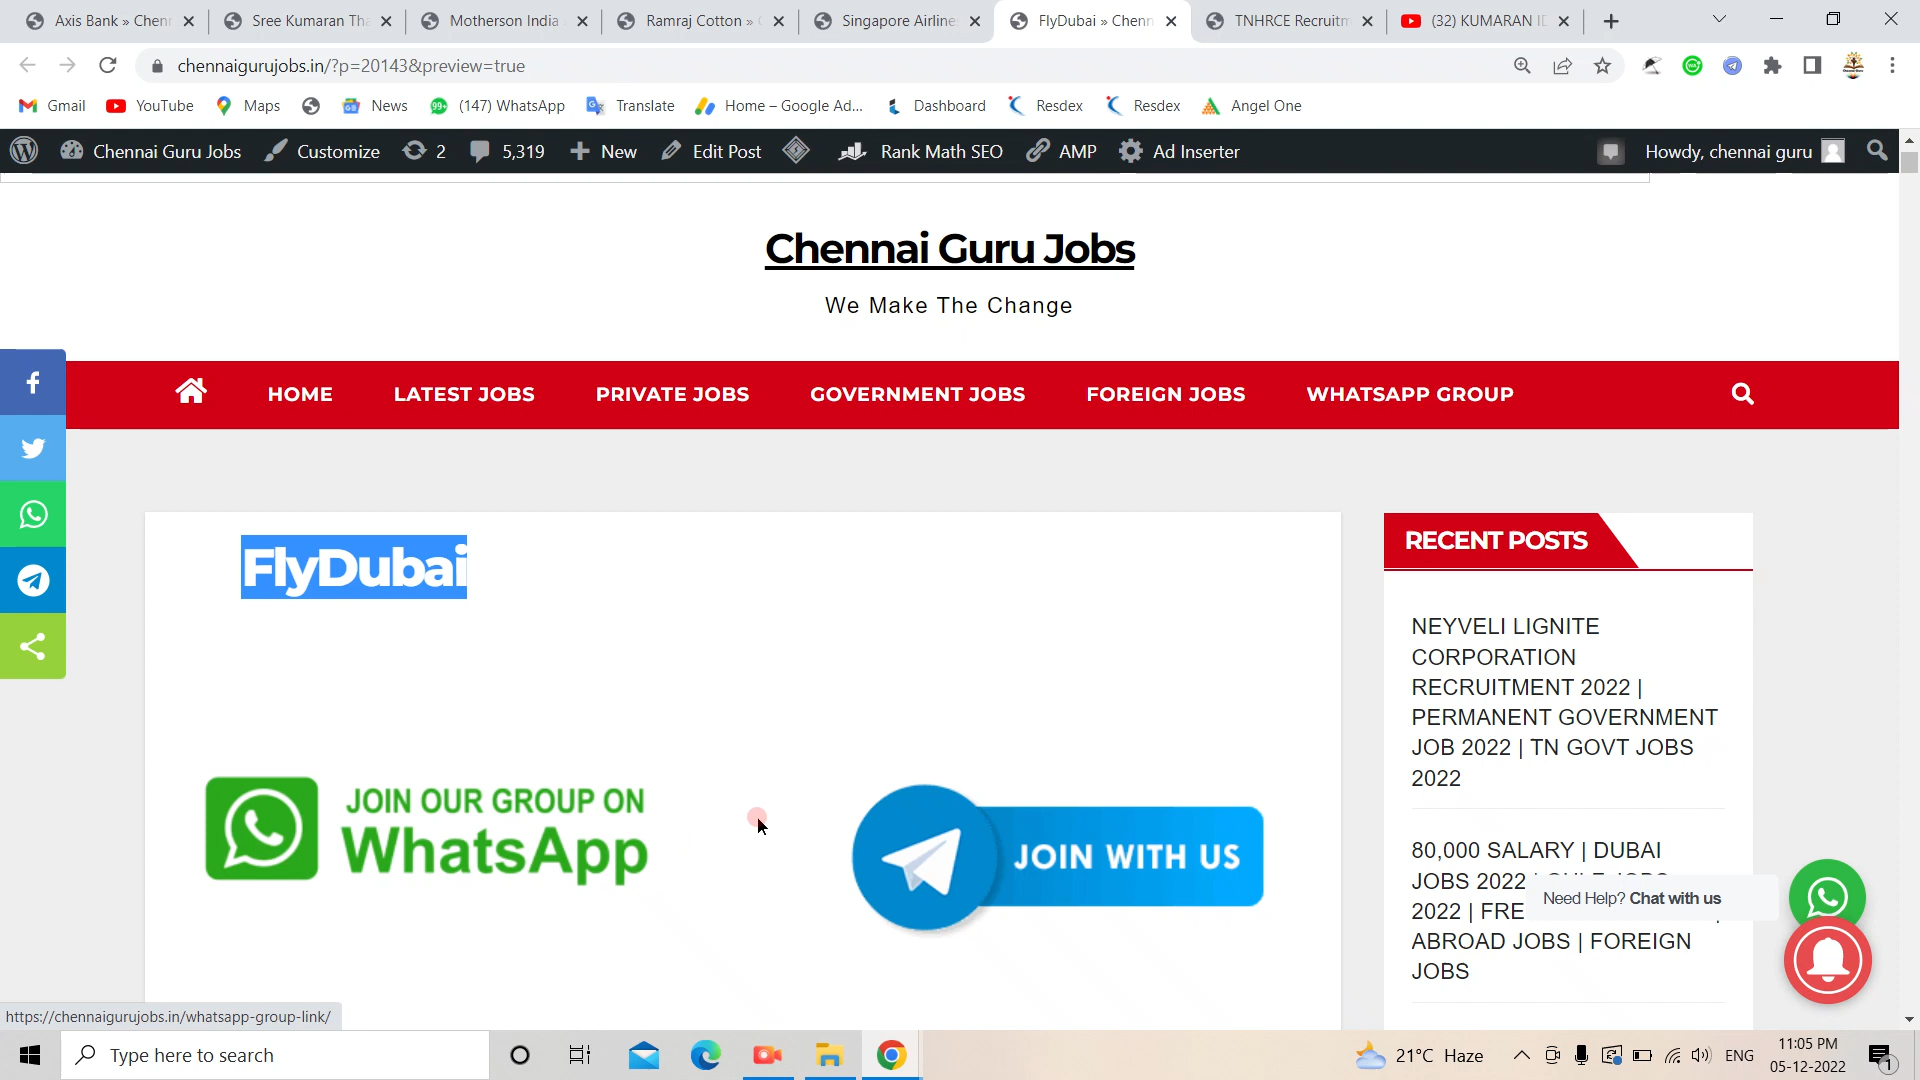 Axis Bank » Chenn
Sree Kumaran Tha
Motherson India
Ramraj Cotton »
Singapore Airlines
FlyDubai » Chenn
TNHRCE Recruitm
(32) KUMARAN
chennaigurujobs.in/?p=20143&preview=true
Gmail
YouTube
Maps
News
99+
(147) WhatsApp
Translate
Home – Google Ad...
Dashboard
Resdex
Resdex
Angel One
Chennai Guru Jobs
Customize
2
5,319
New
Edit Post
Rank Math SEO
AMP
Ad Inserter
Howdy, chennai guru
Chennai Guru Jobs
We Make The Change
HOME
LATEST JOBS
PRIVATE JOBS
GOVERNMENT JOBS
FOREIGN JOBS
WHATSAPP GROUP
FlyDubai
JOIN OUR GROUP ON
WhatsApp
JOIN WITH US
RECENT POSTS
NEYVELI LIGNITE
CORPORATION
RECRUITMENT 2022 |
PERMANENT GOVERNMENT
JOB 2022 | TN GOVT JOBS
2022
80,000 SALARY | DUBAI
JOBS 2022
2022 | FRE
ABROAD JOBS | FOREIGN
JOBS
Need Help? Chat with us
https://chennaigurujobs.in/whatsapp-group-link/
Type here to search
21°C Haze
ENG
11:05 PM
05-12-2022
1